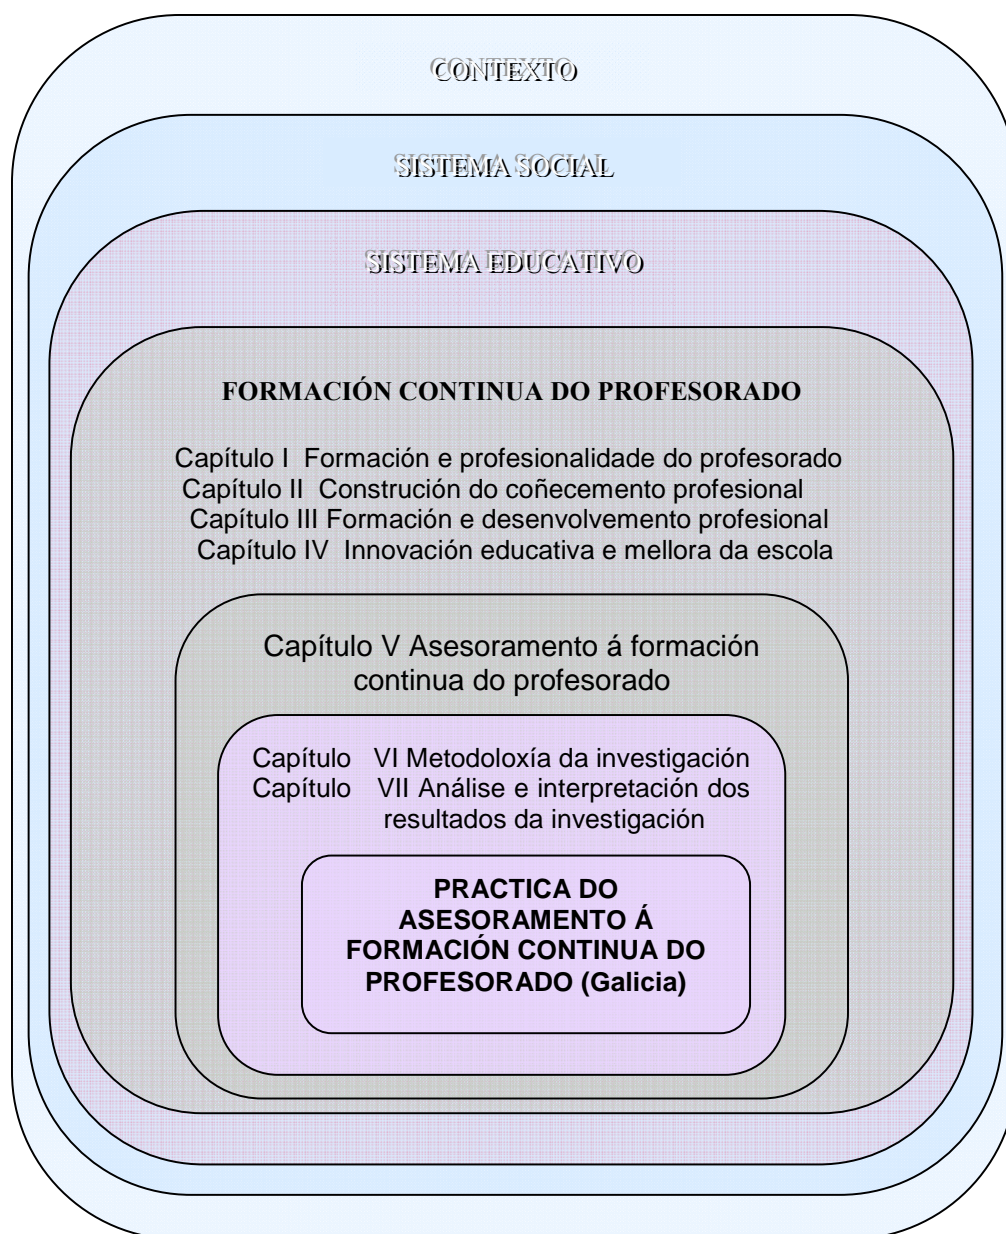 CONTEXTO
SISTEMA SOCIAL
SISTEMA EDUCATIVO
FORMACIÓN CONTINUA DO PROFESORADO
Capítulo I Formación e profesionalidade do profesorado
Capítulo II Construción do coñecemento profesional
Capítulo III Formación e desenvolvemento profesional
Capítulo IV Innovación educativa e mellora da escola
Capítulo V Asesoramento á formación
continua do profesorado
Capítulo VI Metodoloxía da investigación
Capítulo VII Análise e interpretación dos
resultados da investigación
PRACTICA DO
ASESORAMENTO Á
FORMACIÓN CONTINUA DO
PROFESORADO (Galicia)